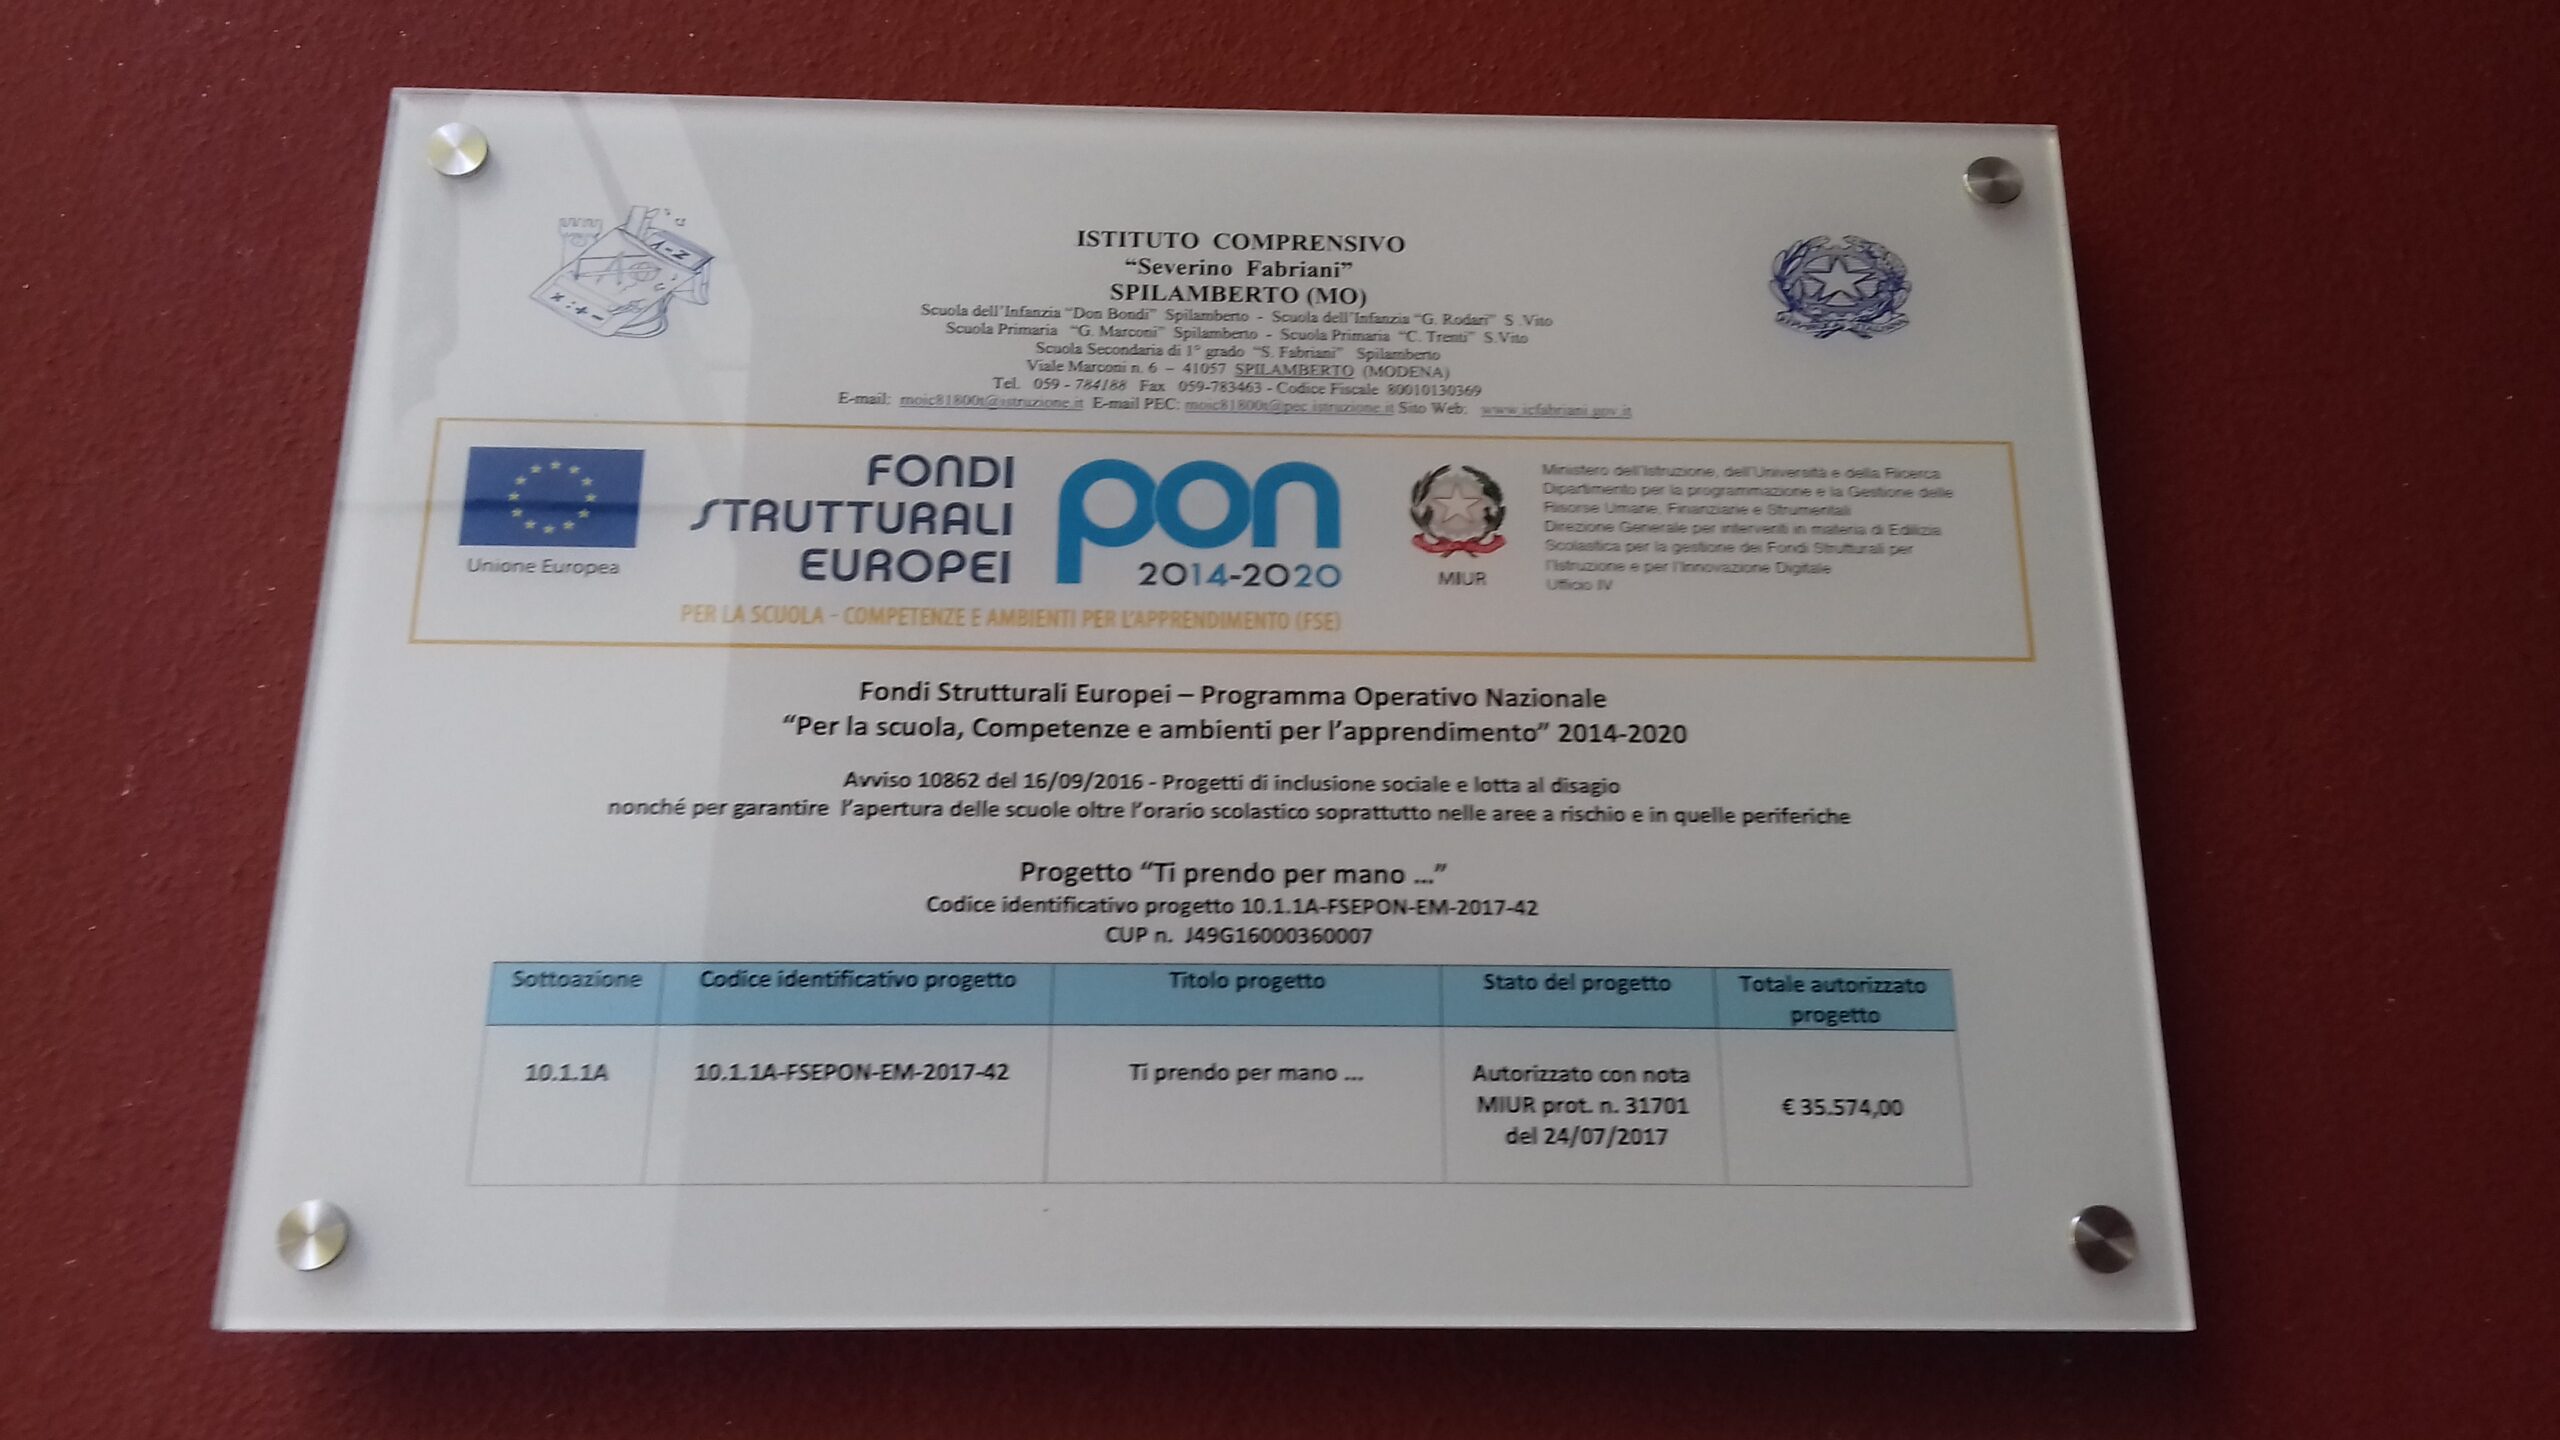 ISTITUTO COMPRENSIVO
“Severino Fabriani”
SPILAMBERTO (MO)
Scuola dell’Infanzia “Don Bondi” Spilamberto - Scuola dell’Infanzia “G. Rodari” S .Vito
Scuola Primaria “G. Marconi” Spilamberto - Scuola Primaria “C. Trenti” S.Vito
Scuola Secondaria di 1° grado “S. Fabriani” Spilamberto
Viale Marconi n. 6 – 41057 SPILAMBERTO (MODENA)
Tel. 059 - 784188 Fax 059-783463 - Codice Fiscale 80010130369
E-mail: moic81800t@istruzione.it E-mail PEC: moic81800t@pec.istruzione.it Sito Web: www.icfabriani.gov.it
A-Z
× : + −
Unione Europea
FONDI
STRUTTURALI
EUROPEI
pon
2014-2020
PER LA SCUOLA - COMPETENZE E AMBIENTI PER L’APPRENDIMENTO (FSE)
MIUR
Ministero dell’Istruzione, dell’Università e della Ricerca
Dipartimento per la programmazione e la Gestione delle
Risorse Umane, Finanziarie e Strumentali
Direzione Generale per interventi in materia di Edilizia
Scolastica per la gestione dei Fondi Strutturali per
l’Istruzione e per l’Innovazione Digitale
Ufficio IV
Fondi Strutturali Europei – Programma Operativo Nazionale
“Per la scuola, Competenze e ambienti per l’apprendimento” 2014-2020
Avviso 10862 del 16/09/2016 - Progetti di inclusione sociale e lotta al disagio
nonché per garantire l’apertura delle scuole oltre l’orario scolastico soprattutto nelle aree a rischio e in quelle periferiche
Progetto “Ti prendo per mano …”
Codice identificativo progetto 10.1.1A-FSEPON-EM-2017-42
CUP n. J49G16000360007
Sottoazione Codice identificativo progetto Titolo progetto Stato del progetto Totale autorizzato
progetto
10.1.1A 10.1.1A-FSEPON-EM-2017-42 Ti prendo per mano … Autorizzato con nota
MIUR prot. n. 31701 € 35.574,00
del 24/07/2017